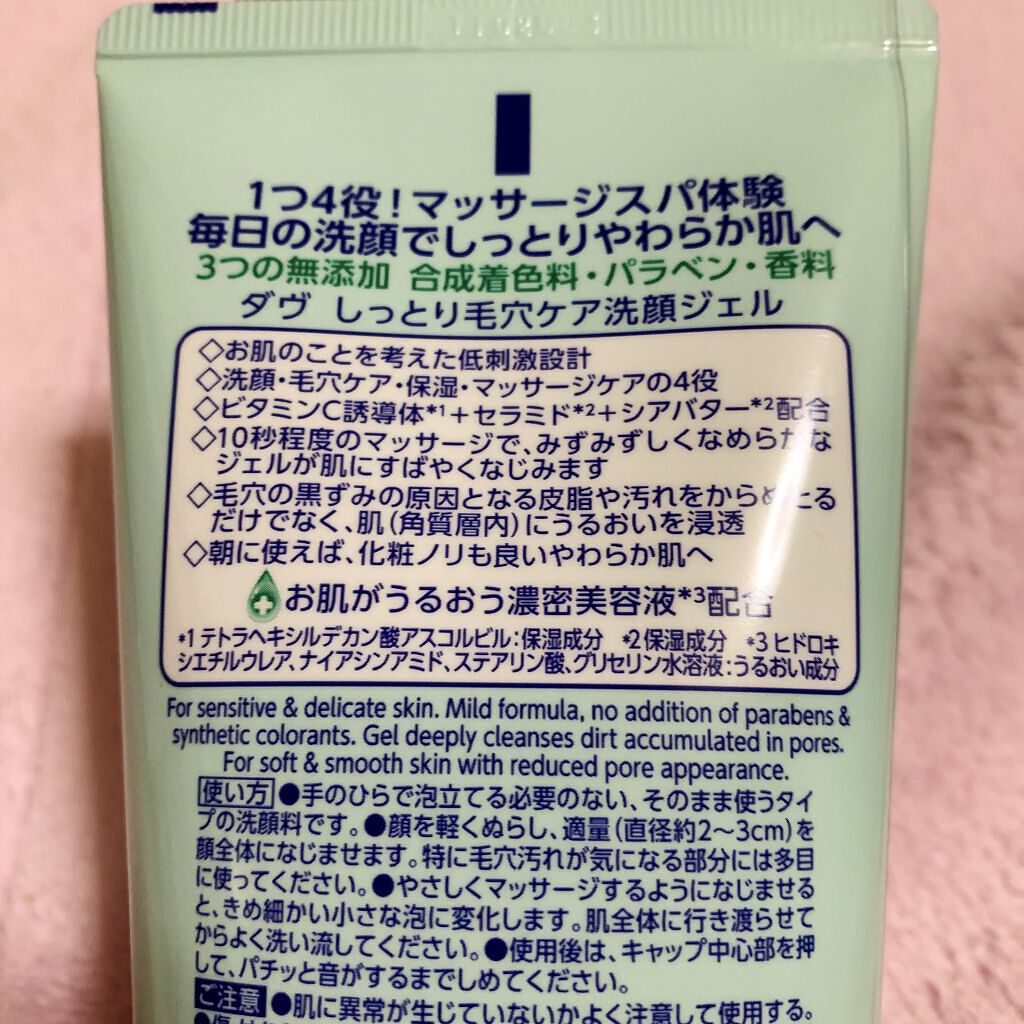 1つ4役!マッサージスパ体験
毎日の洗顔でしっとりやわらか肌へ
3つの無添加 合成着色料・パラベン・香料
ダヴ しっとり毛穴ケア洗顔ジェル
◇お肌のことを考えた低刺激設計
◇洗顔・毛穴ケア・保湿・マッサージケアの4役
◇ビタミンC誘導体*1+セラミド*2+シアバター*2配合
◇10秒程度のマッサージで、みずみずしくなめらかな
ジェルが肌にすばやくなじみます
◇毛穴の黒ずみの原因となる皮脂や汚れをからめとる
だけでなく、肌(角質層内)にうるおいを浸透
◇朝に使えば、化粧ノリも良いやわらか肌へ
お肌がうるおう濃密美容液*3配合
*1 テトラヘキシルデカン酸アスコルビル:保湿成分 *2 保湿成分 *3 ヒドロキ
シエチルウレア、ナイアシンアミド、ステアリン酸、グリセリン水溶液:うるおい成分
For sensitive & delicate skin. Mild formula, no addition of parabens &
synthetic colorants. Gel deeply cleanses dirt accumulated in pores.
For soft & smooth skin with reduced pore appearance.
使い方 ●手のひらで泡立てる必要のない、そのまま使うタイ
プの洗顔料です。●顔を軽くぬらし、適量(直径約2〜3cm)を
顔全体になじませます。特に毛穴汚れが気になる部分には多目
に使ってください。●やさしくマッサージするようになじませる
と、きめ細かい小さな泡に変化します。肌全体に行き渡らせて
からよく洗い流してください。●使用後は、キャップ中心部を押
して、パチッと音がするまでしめてください。
ご注意 ●肌に異常が生じていないかよく注意して使用する。